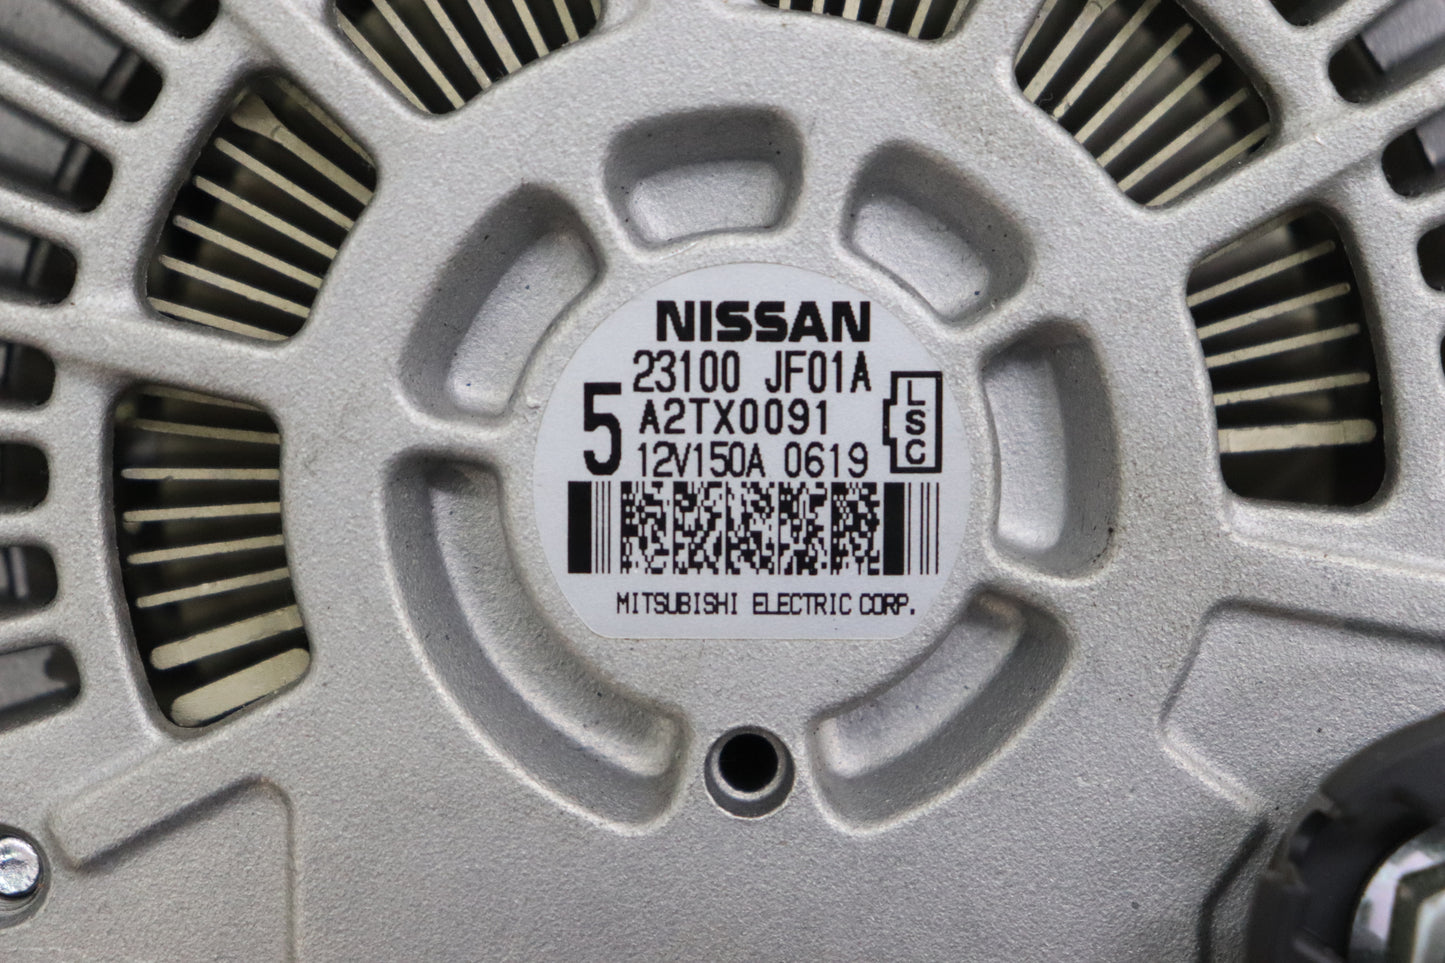 NISSAN
23100 JF01A
5 A2TX0091
LSC
12V150A 0619
MITSUBISHI ELECTRIC CORP.